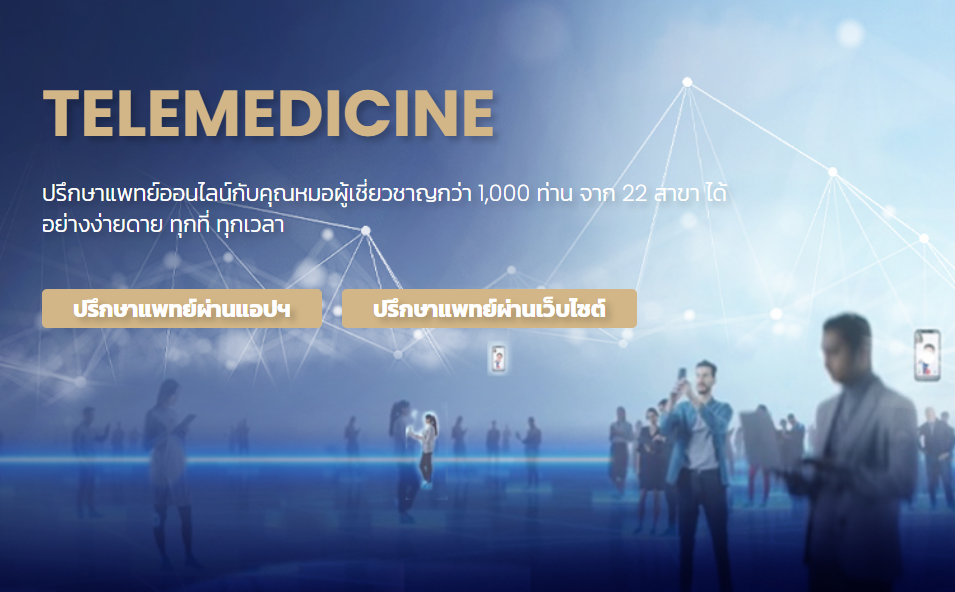 TELEMEDICINE
ปรึกษาแพทย์ออนไลน์กับคุณหมอผู้เชี่ยวชาญกว่า 1,000 ท่าน จาก 22 สาขา ได้
อย่างง่ายดาย ทุกที่ ทุกเวลา
ปรึกษาแพทย์ผ่านแอปฯ ปรึกษาแพทย์ผ่านเว็บไซต์